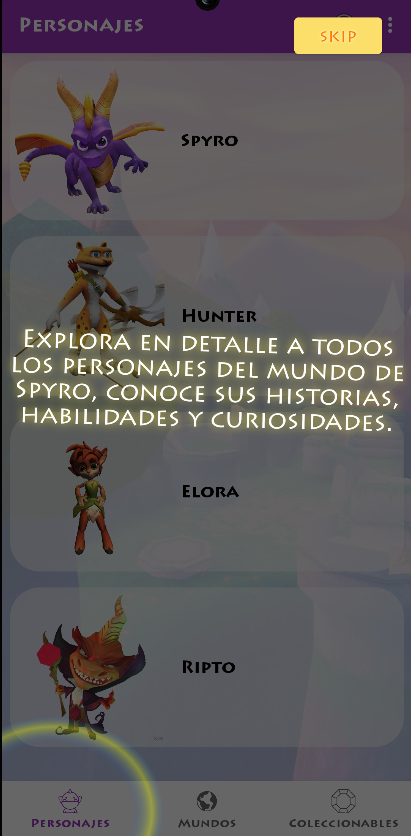 Personajes
SKIP
Spyro
Hunter
Explora en detalle a todos
los personajes del mundo de
Spyro, conoce sus historias,
habilidades y curiosidades.
Elora
Ripto
Personajes
Mundos
Coleccionables